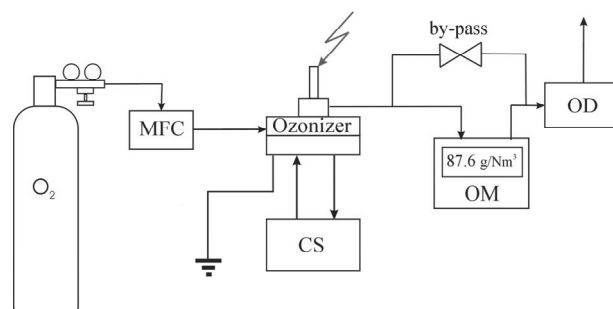 by-pass
MFC
Ozonizer
OD
87.6 g/Nm³
OM
O₂
CS